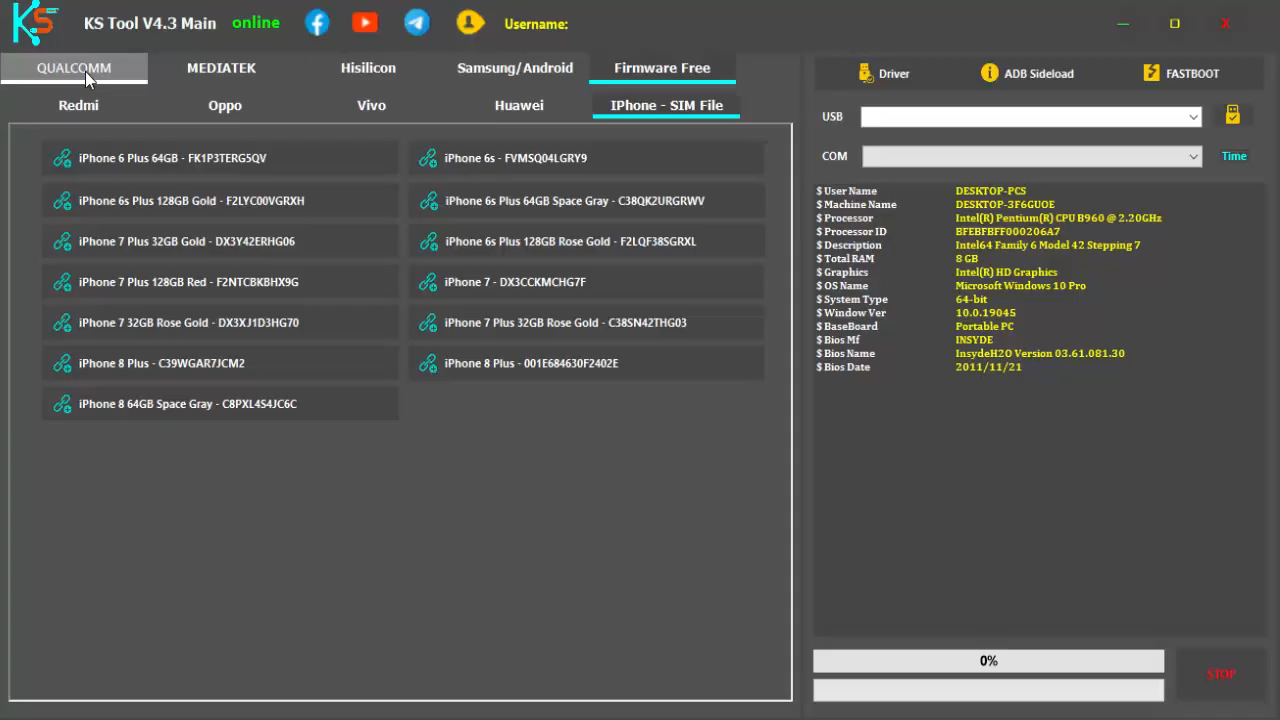 KS
KS Tool V4.3 Main
online
Username:
QUALCOMM
MEDIATEK
Hisilicon
Samsung/Android
Firmware Free
Redmi
Oppo
Vivo
Huawei
IPhone - SIM File
iPhone 6 Plus 64GB - FK1P3TERG5QV
iPhone 6s - FVMSQ04LGRY9
iPhone 6s Plus 128GB Gold - F2LYC00VGRXH
iPhone 6s Plus 64GB Space Gray - C38QK2URGRWV
iPhone 7 Plus 32GB Gold - DX3Y42ERHG06
iPhone 6s Plus 128GB Rose Gold - F2LQF38SGRXL
iPhone 7 Plus 128GB Red - F2NTCBKBHX9G
iPhone 7 - DX3CCKMCHG7F
iPhone 7 32GB Rose Gold - DX3XJ1D3HG70
iPhone 7 Plus 32GB Rose Gold - C38SN42THG03
iPhone 8 Plus - C39WGAR7JCM2
iPhone 8 Plus - 001E684630F2402E
iPhone 8 64GB Space Gray - C8PXL4S4JC6C
Driver
ADB Sideload
FASTBOOT
USB
COM
Time
$ User Name DESKTOP-PCS
$ Machine Name DESKTOP-3F6GUOE
$ Processor Intel(R) Pentium(R) CPU B960 @ 2.20GHz
$ Processor ID BFEBFBFF000206A7
$ Description Intel64 Family 6 Model 42 Stepping 7
$ Total RAM 8 GB
$ Graphics Intel(R) HD Graphics
$ OS Name Microsoft Windows 10 Pro
$ System Type 64-bit
$ Window Ver 10.0.19045
$ BaseBoard Portable PC
$ Bios Mf INSYDE
$ Bios Name InsydeH2O Version 03.61.081.30
$ Bios Date 2011/11/21
0%
STOP